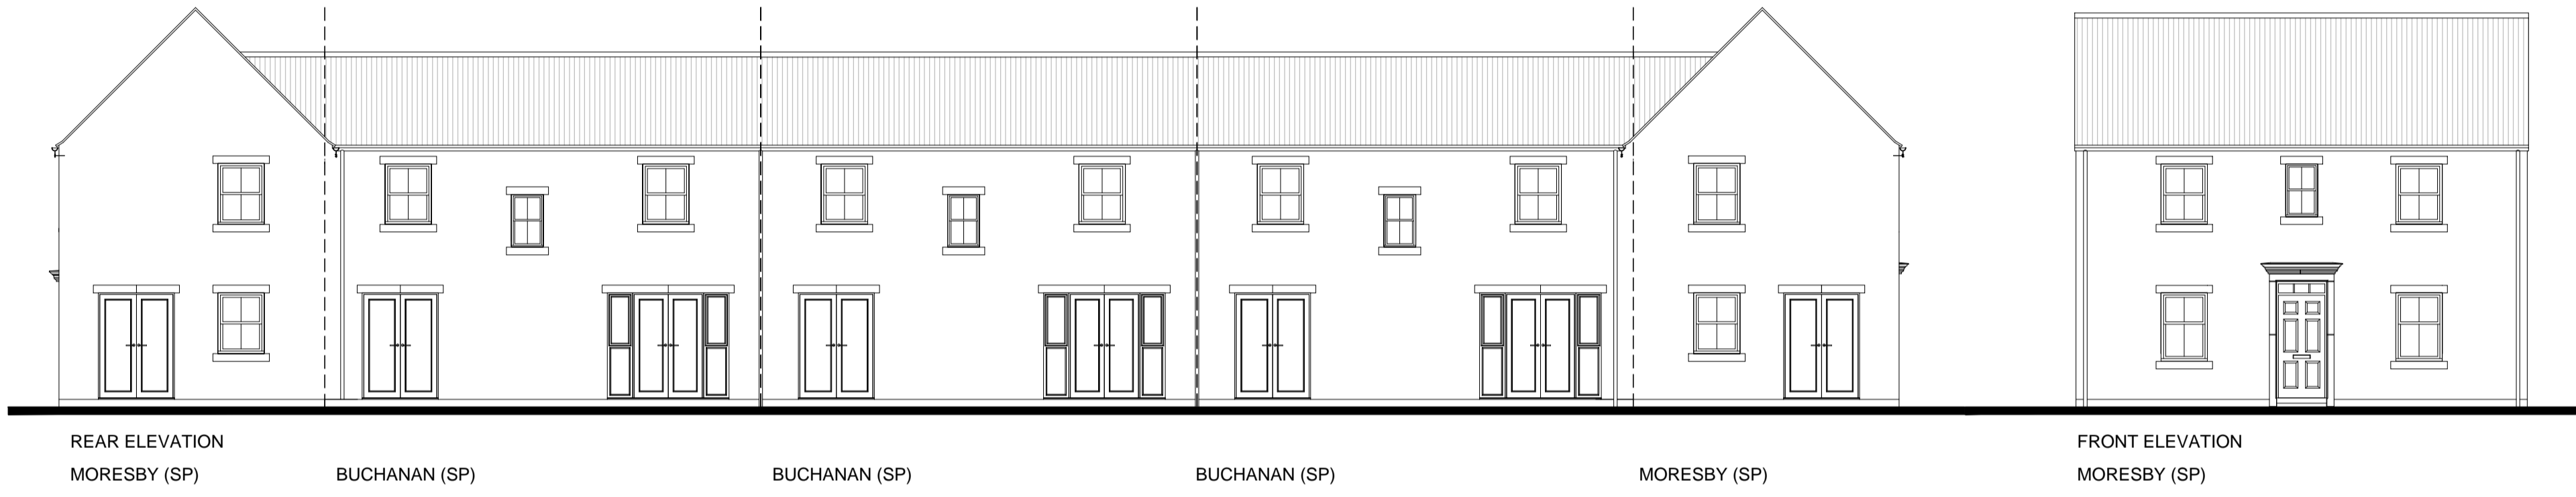 REAR ELEVATION
MORESBY (SP)
BUCHANAN (SP)
BUCHANAN (SP)
BUCHANAN (SP)
MORESBY (SP)
FRONT ELEVATION
MORESBY (SP)